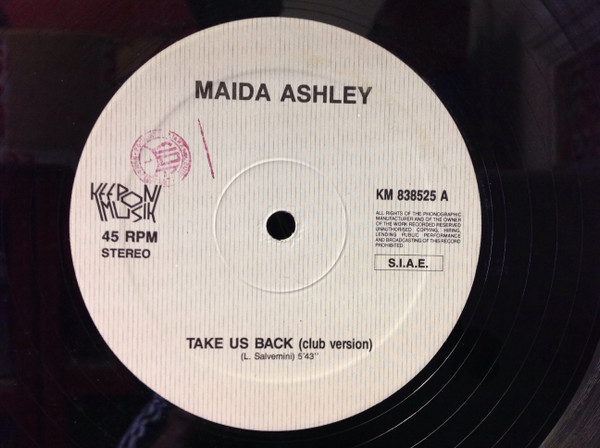 MAIDA ASHLEY
KEEP ON
MUSIK
45 RPM
STEREO
KM 838525 A
ALL RIGHTS OF THE PHONOGRAPHIC
MANUFACTURER AND OF THE OWNER
OF THE WORK RECORDED RESERVED
UNAUTHORISED COPYING, HIRING,
LENDING PUBLIC PERFORMANCE
AND BROADCASTING OF THIS RECORD
PROHIBITED
S.I.A.E.
TAKE US BACK (club version)
(L. Salvemini) 5'43''